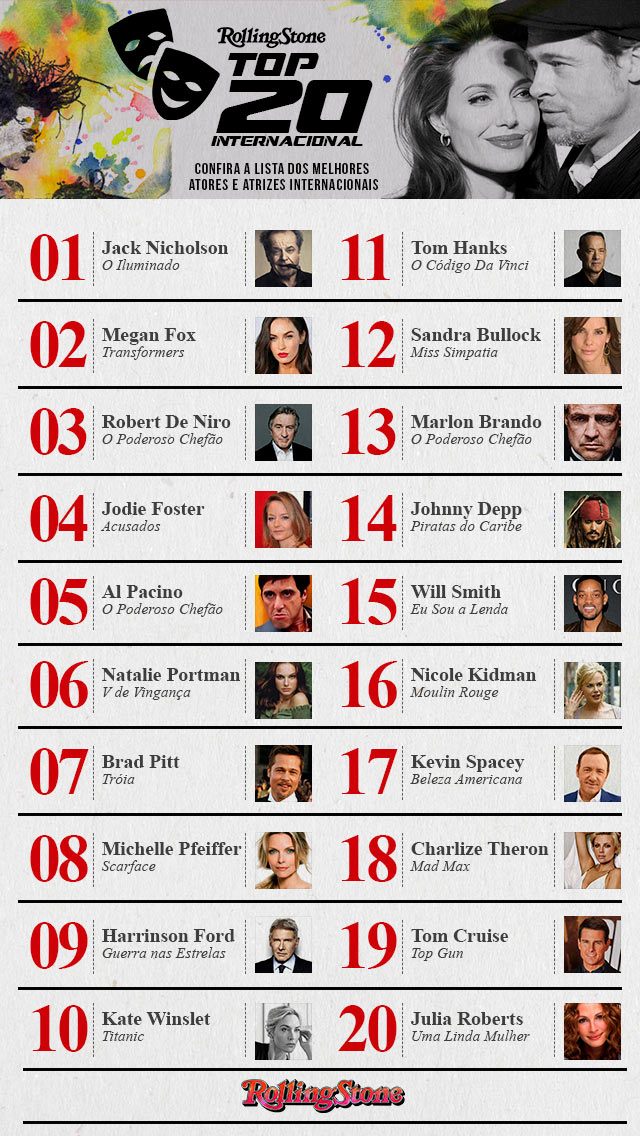 RollingStone
TOP
20
INTERNACIONAL
CONFIRA A LISTA DOS MELHORES
ATORES E ATRIZES INTERNACIONAIS
01
Jack Nicholson
O Iluminado
02
Megan Fox
Transformers
03
Robert De Niro
O Poderoso Chefão
04
Jodie Foster
Acusados
05
Al Pacino
O Poderoso Chefão
06
Natalie Portman
V de Vingança
07
Brad Pitt
Tróia
08
Michelle Pfeiffer
Scarface
09
Harrinson Ford
Guerra nas Estrelas
10
Kate Winslet
Titanic
11
Tom Hanks
O Código Da Vinci
12
Sandra Bullock
Miss Simpatia
13
Marlon Brando
O Poderoso Chefão
14
Johnny Depp
Piratas do Caribe
15
Will Smith
Eu Sou a Lenda
16
Nicole Kidman
Moulin Rouge
17
Kevin Spacey
Beleza Americana
18
Charlize Theron
Mad Max
19
Tom Cruise
Top Gun
20
Julia Roberts
Uma Linda Mulher
RollingStone